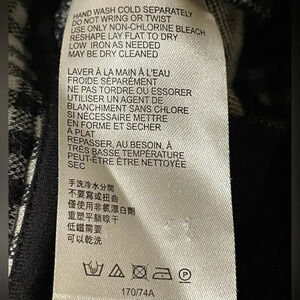 HAND WASH COLD SEPARATELY
DO NOT WRING OR TWIST
USE ONLY NON-CHLORINE BLEACH
RESHAPE LAY FLAT TO DRY
LOW IRON AS NEEDED
MAY BE DRY CLEANED
LAVER À LA MAIN À L'EAU
FROIDE SÉPARÉMENT
NE PAS TORDRE OU ESSORER
UTILISER UN AGENT DE
BLANCHIMENT SANS CHLORE
SI NÉCESSAIRE METTRE
EN FORME ET SECHER
À PLAT
REPASSER, AU BESOIN, À
TRÈS BASSE TEMPÉRATURE
PEUT-ÊTRE ÊTRE NETTOYÉE
SEC
手洗冷水分開
不要寫或扭曲
僅使用非氯漂白劑
重塑平躺晾干
低鐵需要
可以乾洗
P
170/74A